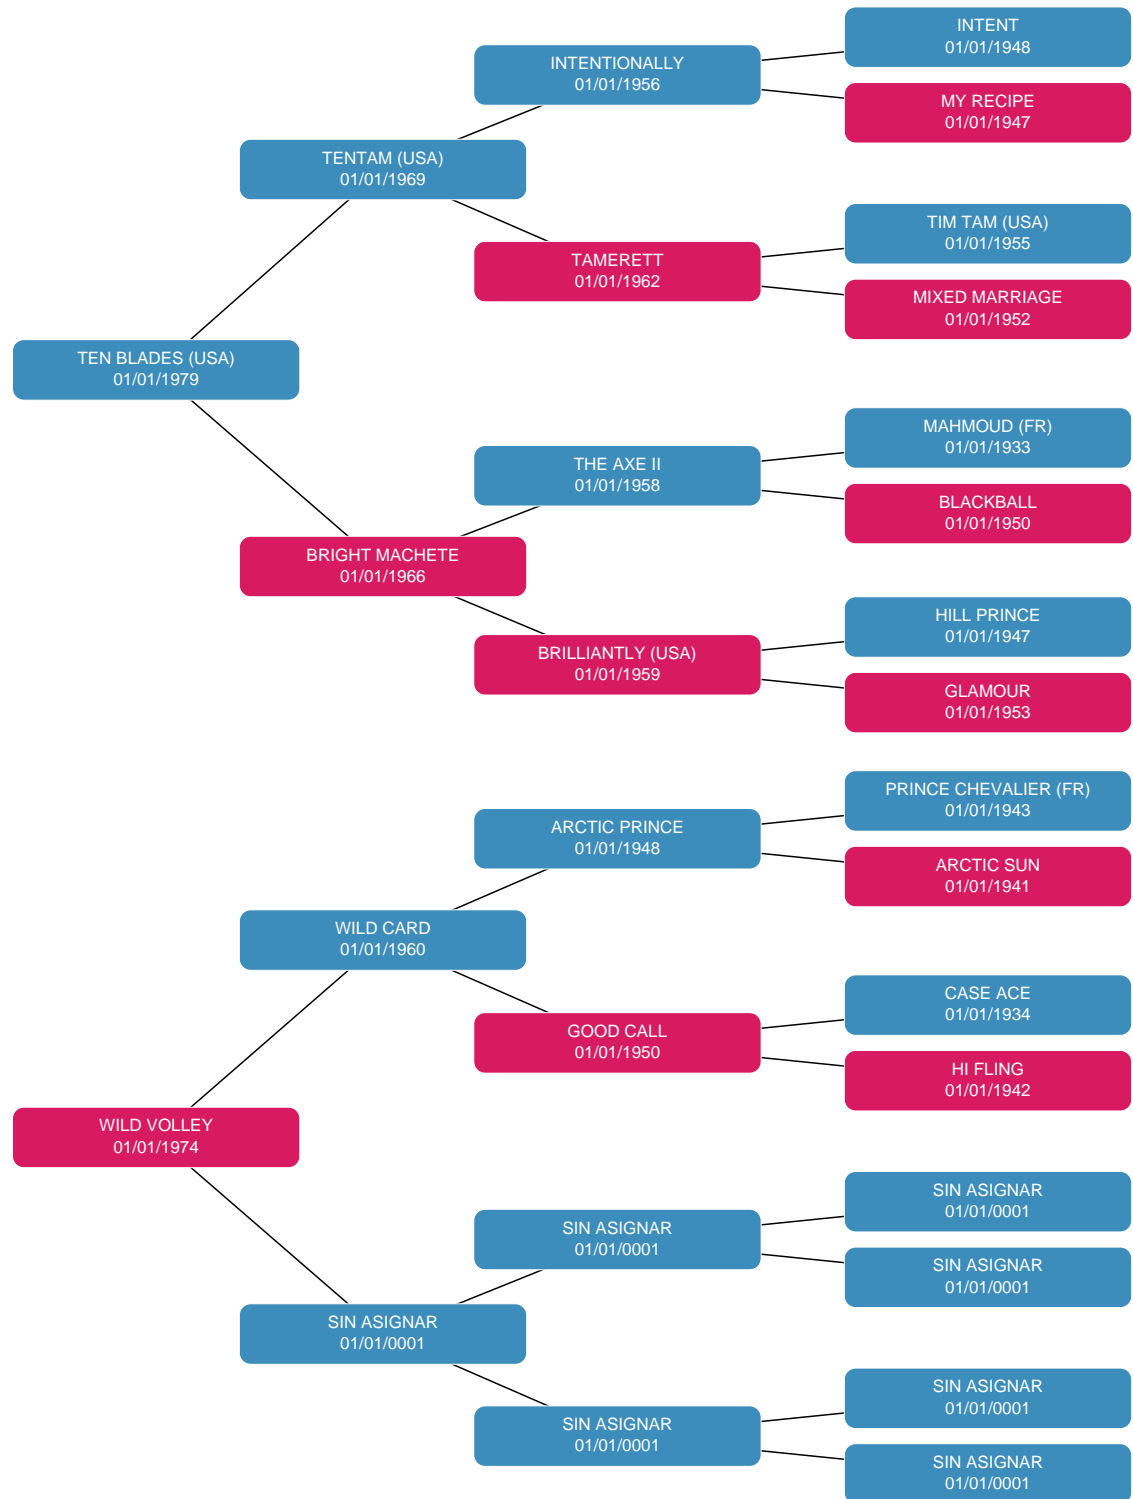 INTENT
01/01/1948
INTENTIONALLY
01/01/1956
MY RECIPE
01/01/1947
TENTAM (USA)
01/01/1969
TIM TAM (USA)
01/01/1955
TAMERETT
01/01/1962
MIXED MARRIAGE
01/01/1952
TEN BLADES (USA)
01/01/1979
MAHMOUD (FR)
01/01/1933
THE AXE II
01/01/1958
BLACKBALL
01/01/1950
BRIGHT MACHETE
01/01/1966
HILL PRINCE
01/01/1947
BRILLIANTLY (USA)
01/01/1959
GLAMOUR
01/01/1953
PRINCE CHEVALIER (FR)
01/01/1943
ARCTIC PRINCE
01/01/1948
ARCTIC SUN
01/01/1941
WILD CARD
01/01/1960
CASE ACE
01/01/1934
GOOD CALL
01/01/1950
HI FLING
01/01/1942
WILD VOLLEY
01/01/1974
SIN ASIGNAR
01/01/0001
SIN ASIGNAR
01/01/0001
SIN ASIGNAR
01/01/0001
SIN ASIGNAR
01/01/0001
SIN ASIGNAR
01/01/0001
SIN ASIGNAR
01/01/0001
SIN ASIGNAR
01/01/0001